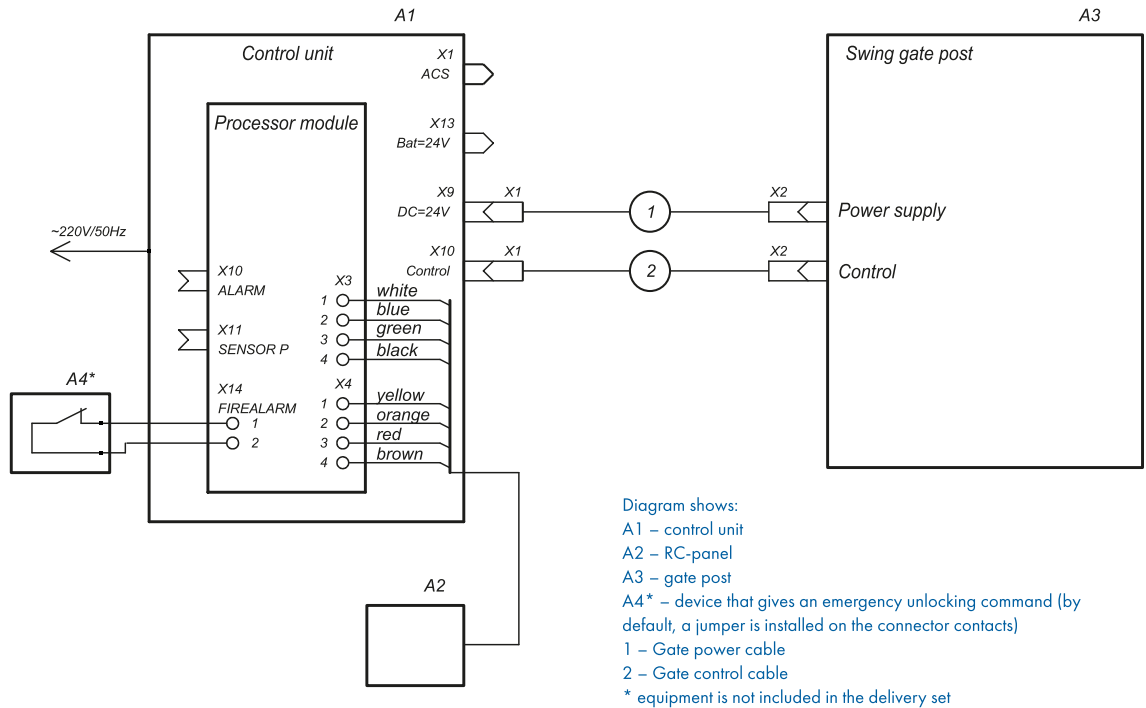 A1
A3
Control unit
X1
ACS
Swing gate post
Processor module
X13
Bat=24V
X9
DC=24V
X1
1
X2
Power supply
~220V/50Hz
X10
Control
X1
2
X2
Control
X10
ALARM
X3
1 white
2 blue
3 green
4 black
X11
SENSOR P
A4*
X14
FIREALARM
1
2
X4
1 yellow
2 orange
3 red
4 brown
A2
Diagram shows:
A1 – control unit
A2 – RC-panel
A3 – gate post
A4* – device that gives an emergency unlocking command (by
default, a jumper is installed on the connector contacts)
1 – Gate power cable
2 – Gate control cable
* equipment is not included in the delivery set